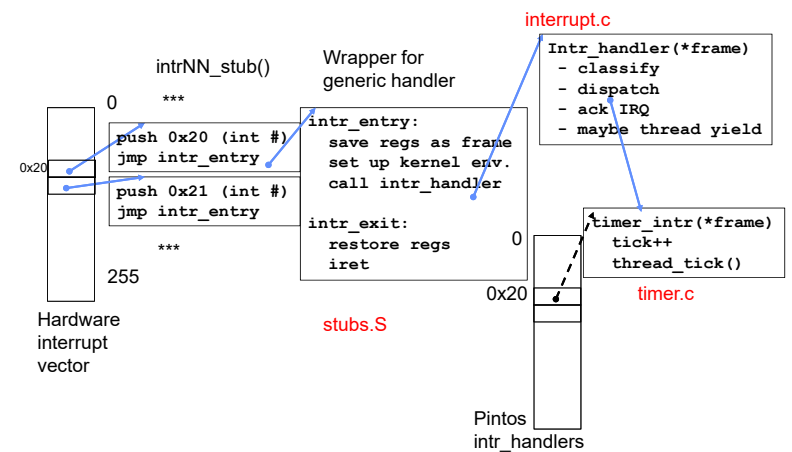 interrupt.c
Intr_handler(*frame)
- classify
- dispatch
- ack IRQ
- maybe thread yield
intrNN_stub()
Wrapper for
generic handler
0
***
0x20
push 0x20 (int #)
jmp intr_entry
push 0x21 (int #)
jmp intr_entry
***
255
Hardware
interrupt
vector
intr_entry:
save regs as frame
set up kernel env.
call intr_handler
intr_exit:
restore regs
iret
stubs.S
timer_intr(*frame)
tick++
thread_tick()
timer.c
0
0x20
Pintos
intr_handlers